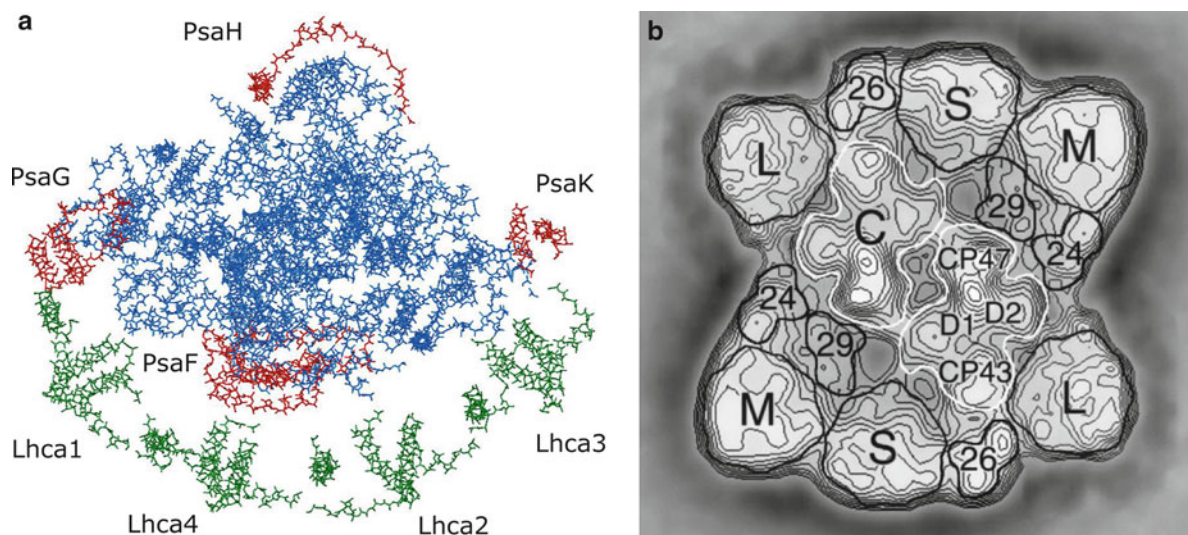 a
PsaH
PsaG
PsaK
PsaF
Lhca1
Lhca3
Lhca4
Lhca2
b
26
S
L
M
29
C
24
CP47
24
D1
D2
29
CP43
M
L
S
26